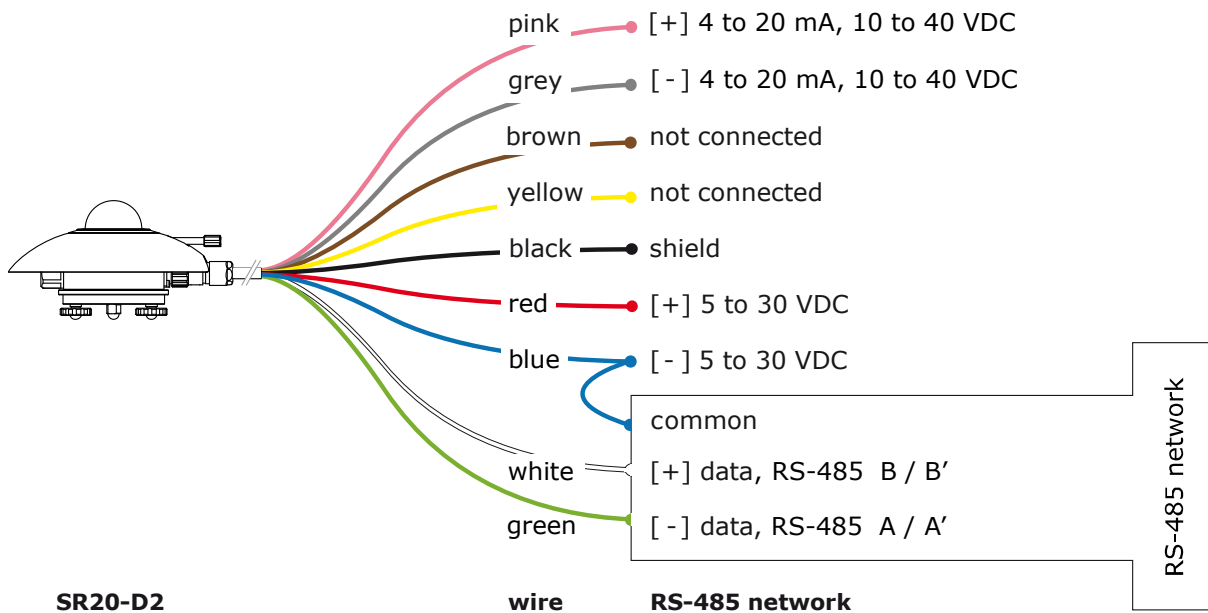 pink [+] 4 to 20 mA, 10 to 40 VDC
grey [-] 4 to 20 mA, 10 to 40 VDC
brown not connected
yellow not connected
black shield
red [+] 5 to 30 VDC
blue [-] 5 to 30 VDC
common
white [+] data, RS-485 B / B’
green [-] data, RS-485 A / A’
RS-485 network
SR20-D2 wire RS-485 network